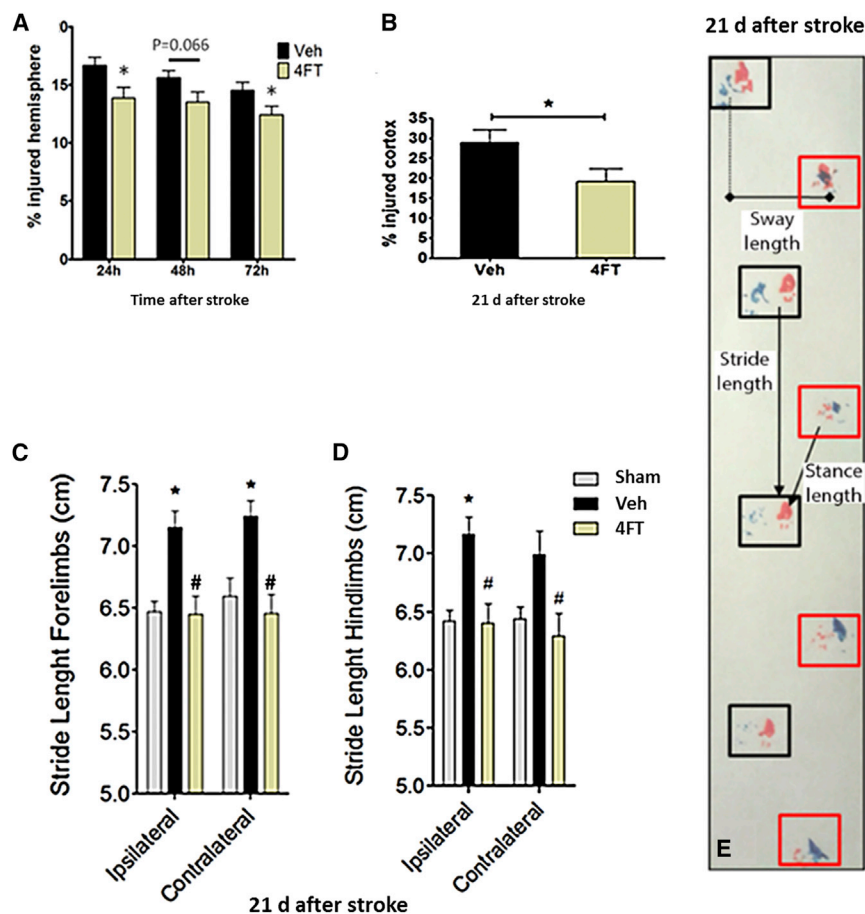 A
% injured hemisphere
0
15
10
5
0
P=0.066
*
*
Veh
4FT
24h
48h
72h
Time after stroke
B
% injured cortox
35
30
25
20
15
10
5
0
*
Veh
4FT
21 d after stroke
C
Stride Lenght Forelimbs (cm)
7.5
7.0
6.5
6.0
5.5
5.0
*
#
*
#
Ipsilateral
Contralateral
D
Stride Lenght Hindlimbs (cm)
7.5
7.0
6.5
6.0
5.5
5.0
*
#
#
Ipsilateral
Contralateral
Sham
Veh
4FT
21 d after stroke
21 d after stroke
Sway
length
Stride
length
Stance
length
E